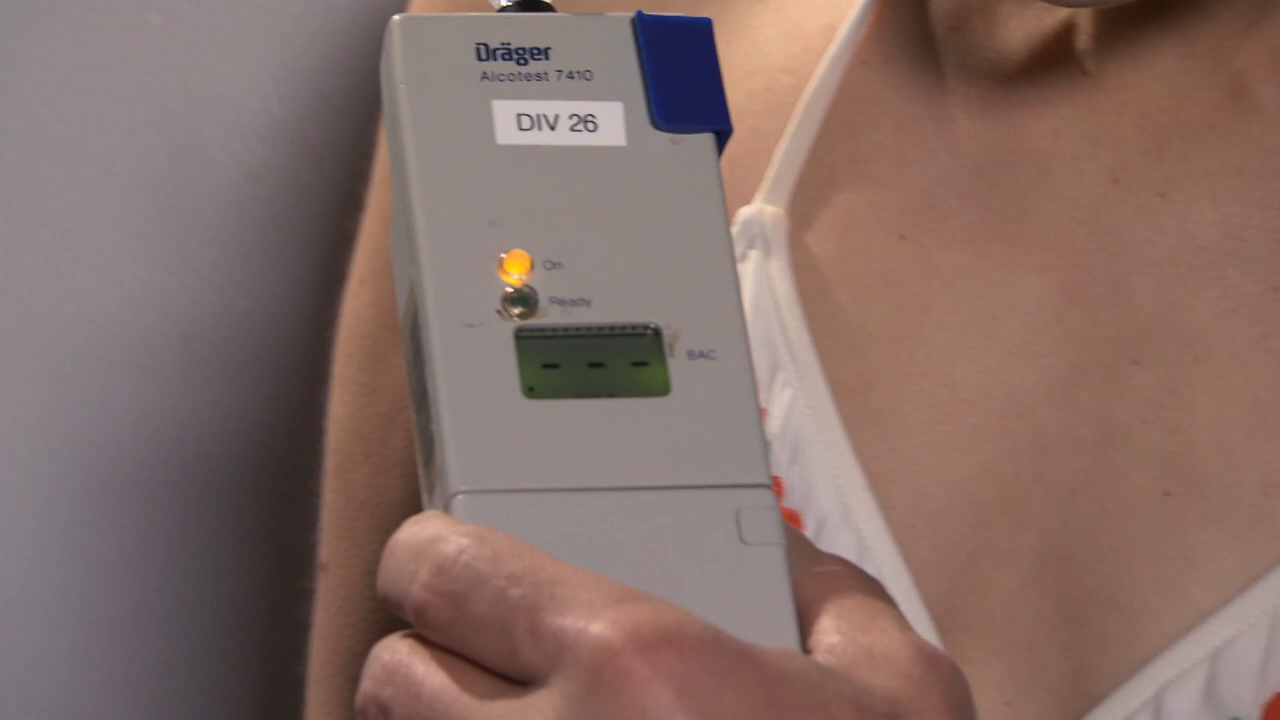 Dräger
Alcotest 7410
DIV 26
On
Ready
- - -
BAC